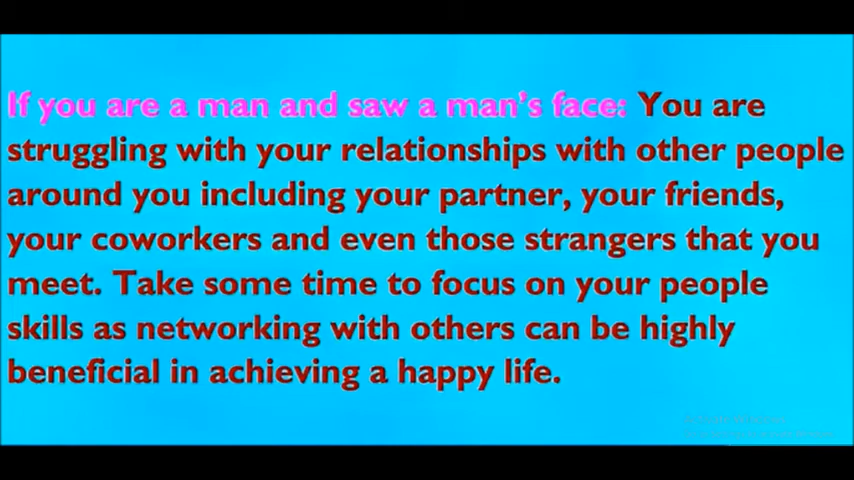 If you are a man and saw a man's face: You are
struggling with your relationships with other people
around you including your partner, your friends,
your coworkers and even those strangers that you
meet. Take some time to focus on your people
skills as networking with others can be highly
beneficial in achieving a happy life.